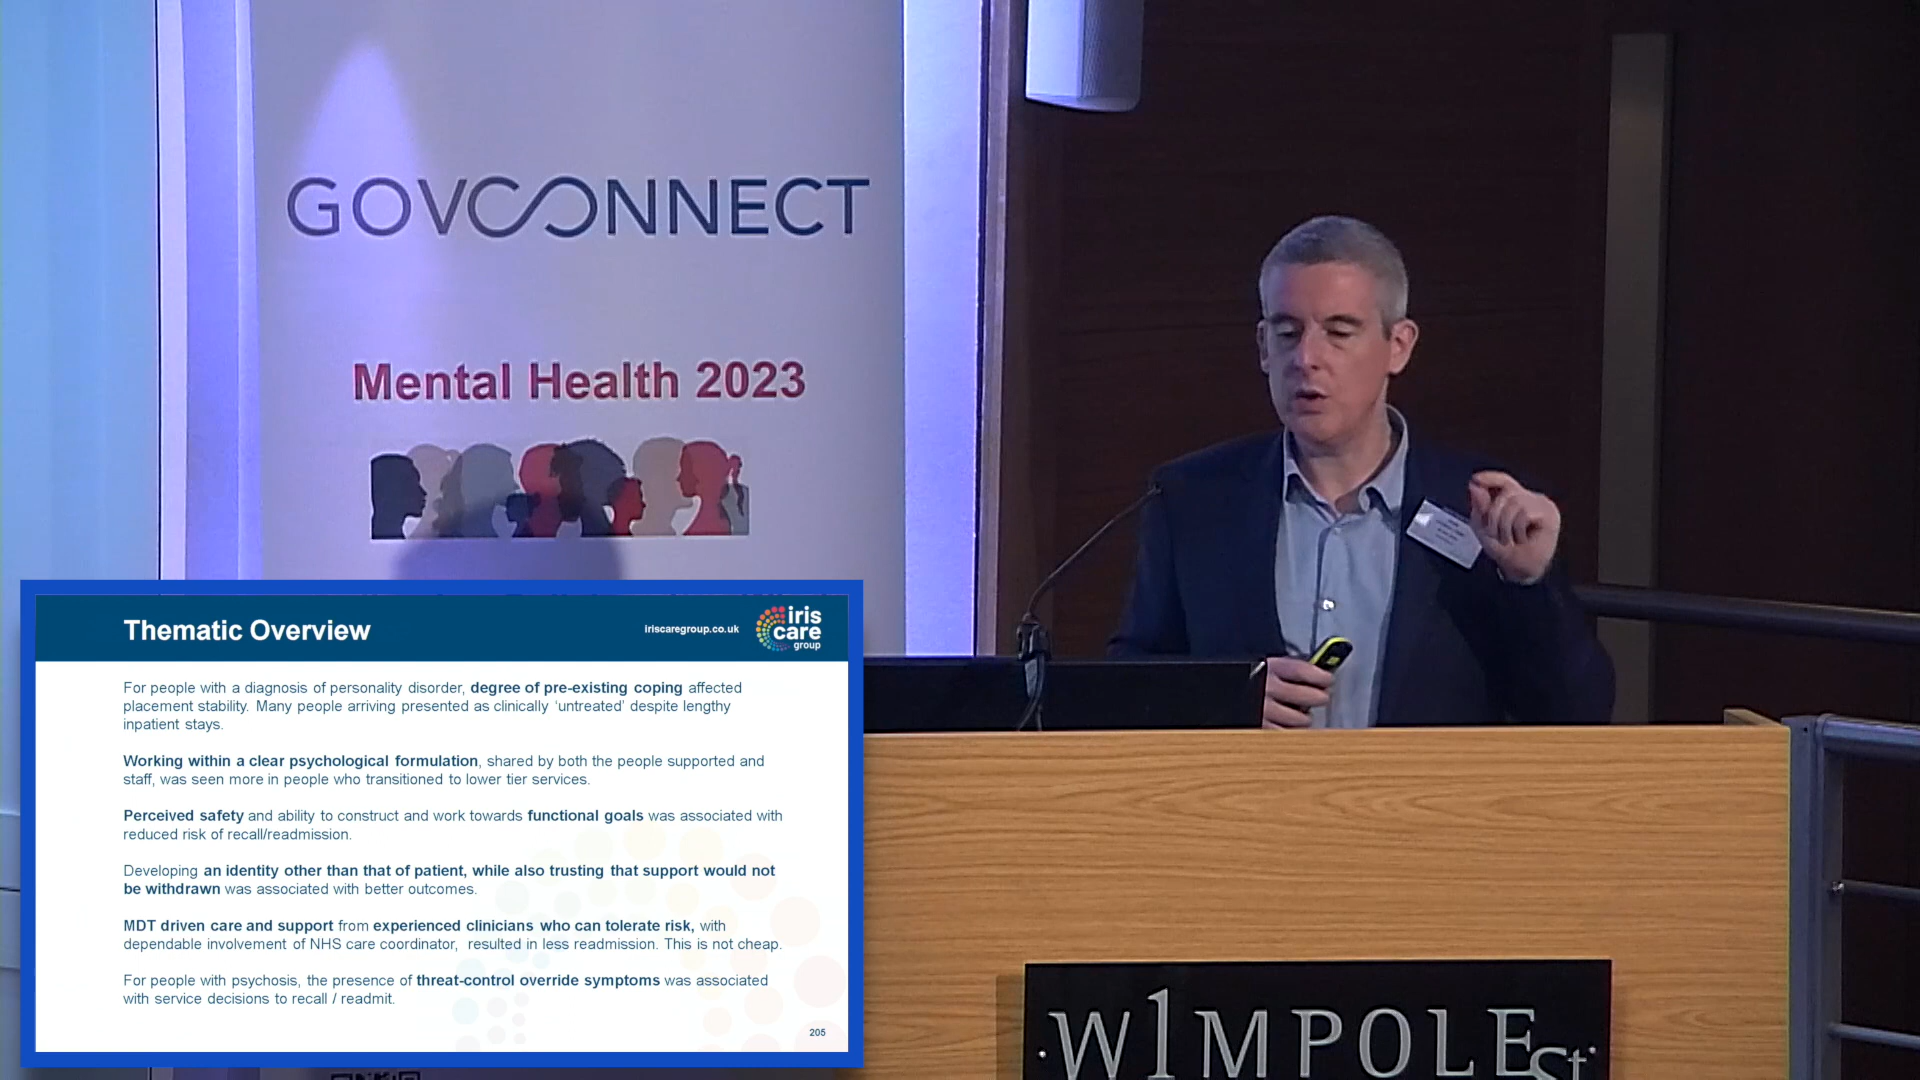 GOVCONNECT
Mental Health 2023
Thematic Overview
iriscaregroup.co.uk
iris
care
group
For people with a diagnosis of personality disorder, degree of pre-existing coping affected
placement stability. Many people arriving presented as clinically ‘untreated’ despite lengthy
inpatient stays.
Working within a clear psychological formulation, shared by both the people supported and
staff, was seen more in people who transitioned to lower tier services.
Perceived safety and ability to construct and work towards functional goals was associated with
reduced risk of recall/readmission.
Developing an identity other than that of patient, while also trusting that support would not
be withdrawn was associated with better outcomes.
MDT driven care and support from experienced clinicians who can tolerate risk, with
dependable involvement of NHS care coordinator, resulted in less readmission. This is not cheap.
For people with psychosis, the presence of threat-control override symptoms was associated
with service decisions to recall / readmit.
205
·W1MPOLE St·